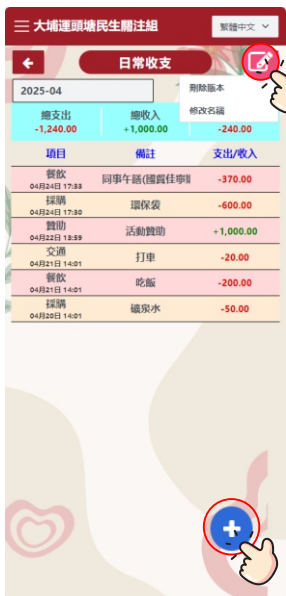 大埔運頭塘民生關注組
繁體中文
日常收支
刪除賬本
2025-04
修改名稱
總支出 總收入
-1,240.00 +1,000.00 -240.00
項目 備註 支出/收入
餐飲
04月24日 17:33 同事午膳(國寶佳寧 -370.00
採購
04月24日 17:30 環保袋 -600.00
贊助
04月22日 13:59 活動贊助 +1,000.00
交通
04月21日 14:01 打車 -20.00
餐飲
04月21日 14:01 吃飯 -200.00
採購
04月20日 14:01 礦泉水 -50.00